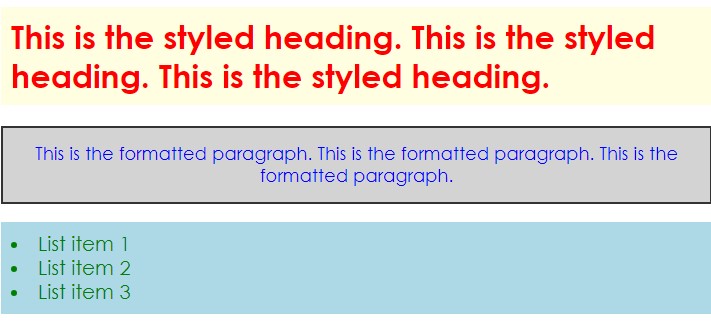 This is the styled heading. This is the styled
heading. This is the styled heading.
This is the formatted paragraph. This is the formatted paragraph. This is the
formatted paragraph.
• List item 1
• List item 2
• List item 3